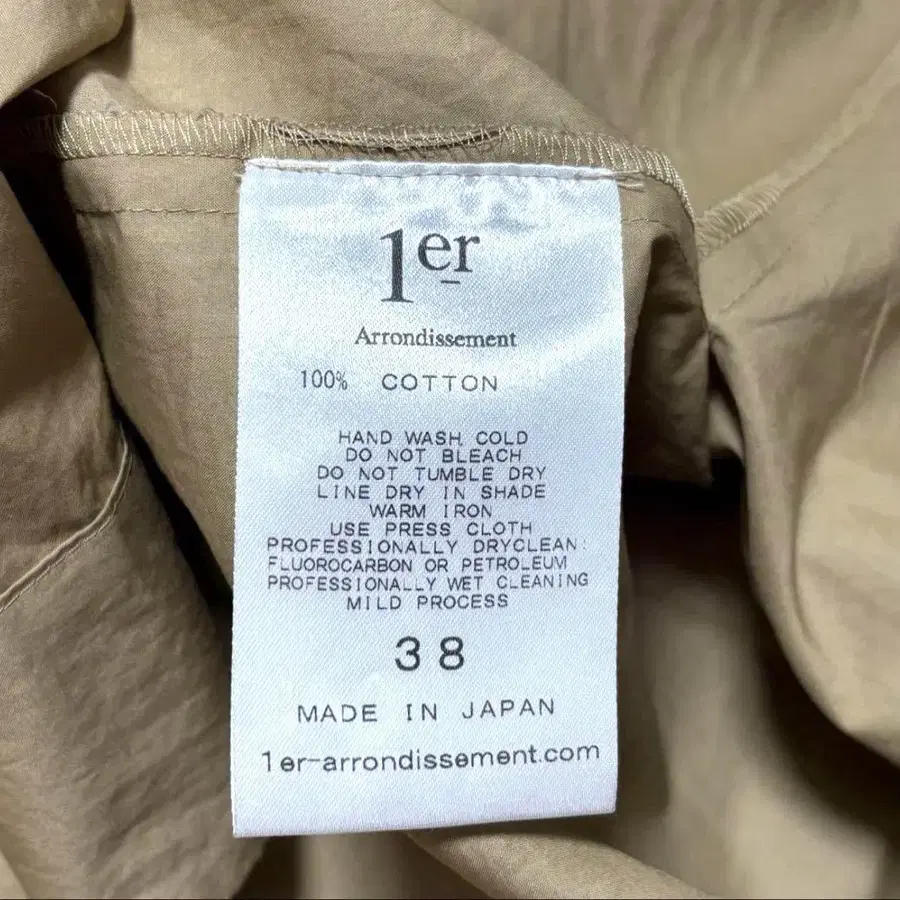 1er
Arrondissement
100% COTTON
HAND WASH COLD
DO NOT BLEACH
DO NOT TUMBLE DRY
LINE DRY IN SHADE
WARM IRON
USE PRESS CLOTH
PROFESSIONALLY DRYCLEAN:
FLUOROCARBON OR PETROLEUM
PROFESSIONALLY WET CLEANING
MILD PROCESS
38
MADE IN JAPAN
1er-arrondissement.com